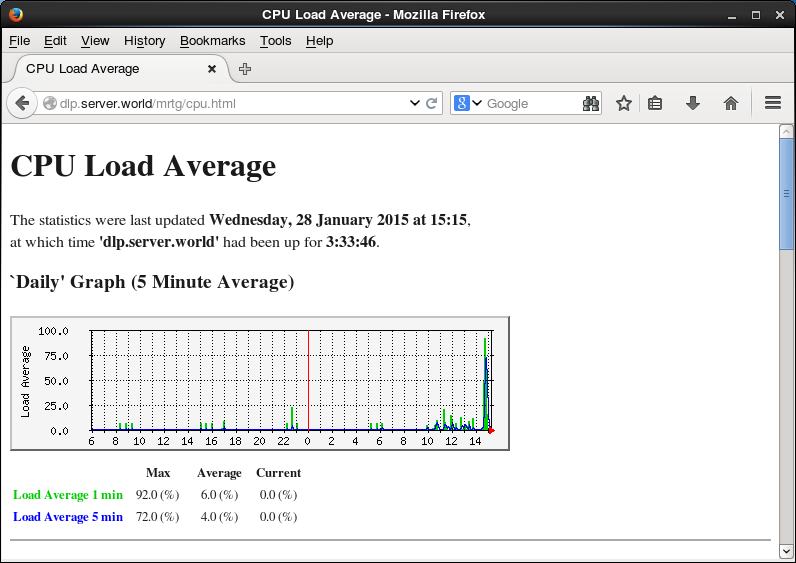 CPU Load Average - Mozilla Firefox
File Edit View History Bookmarks Tools Help
CPU Load Average
dlp.server.world/mrtg/cpu.html
8 Google
CPU Load Average
The statistics were last updated Wednesday, 28 January 2015 at 15:15,
at which time 'dlp.server.world' had been up for 3:33:46.
`Daily' Graph (5 Minute Average)
100.0
75.0
50.0
25.0
0.0
Load Average
6 8 10 12 14 16 18 20 22 0 2 4 6 8 10 12 14
Max Average Current
Load Average 1 min 92.0 (%) 6.0 (%) 0.0 (%)
Load Average 5 min 72.0 (%) 4.0 (%) 0.0 (%)